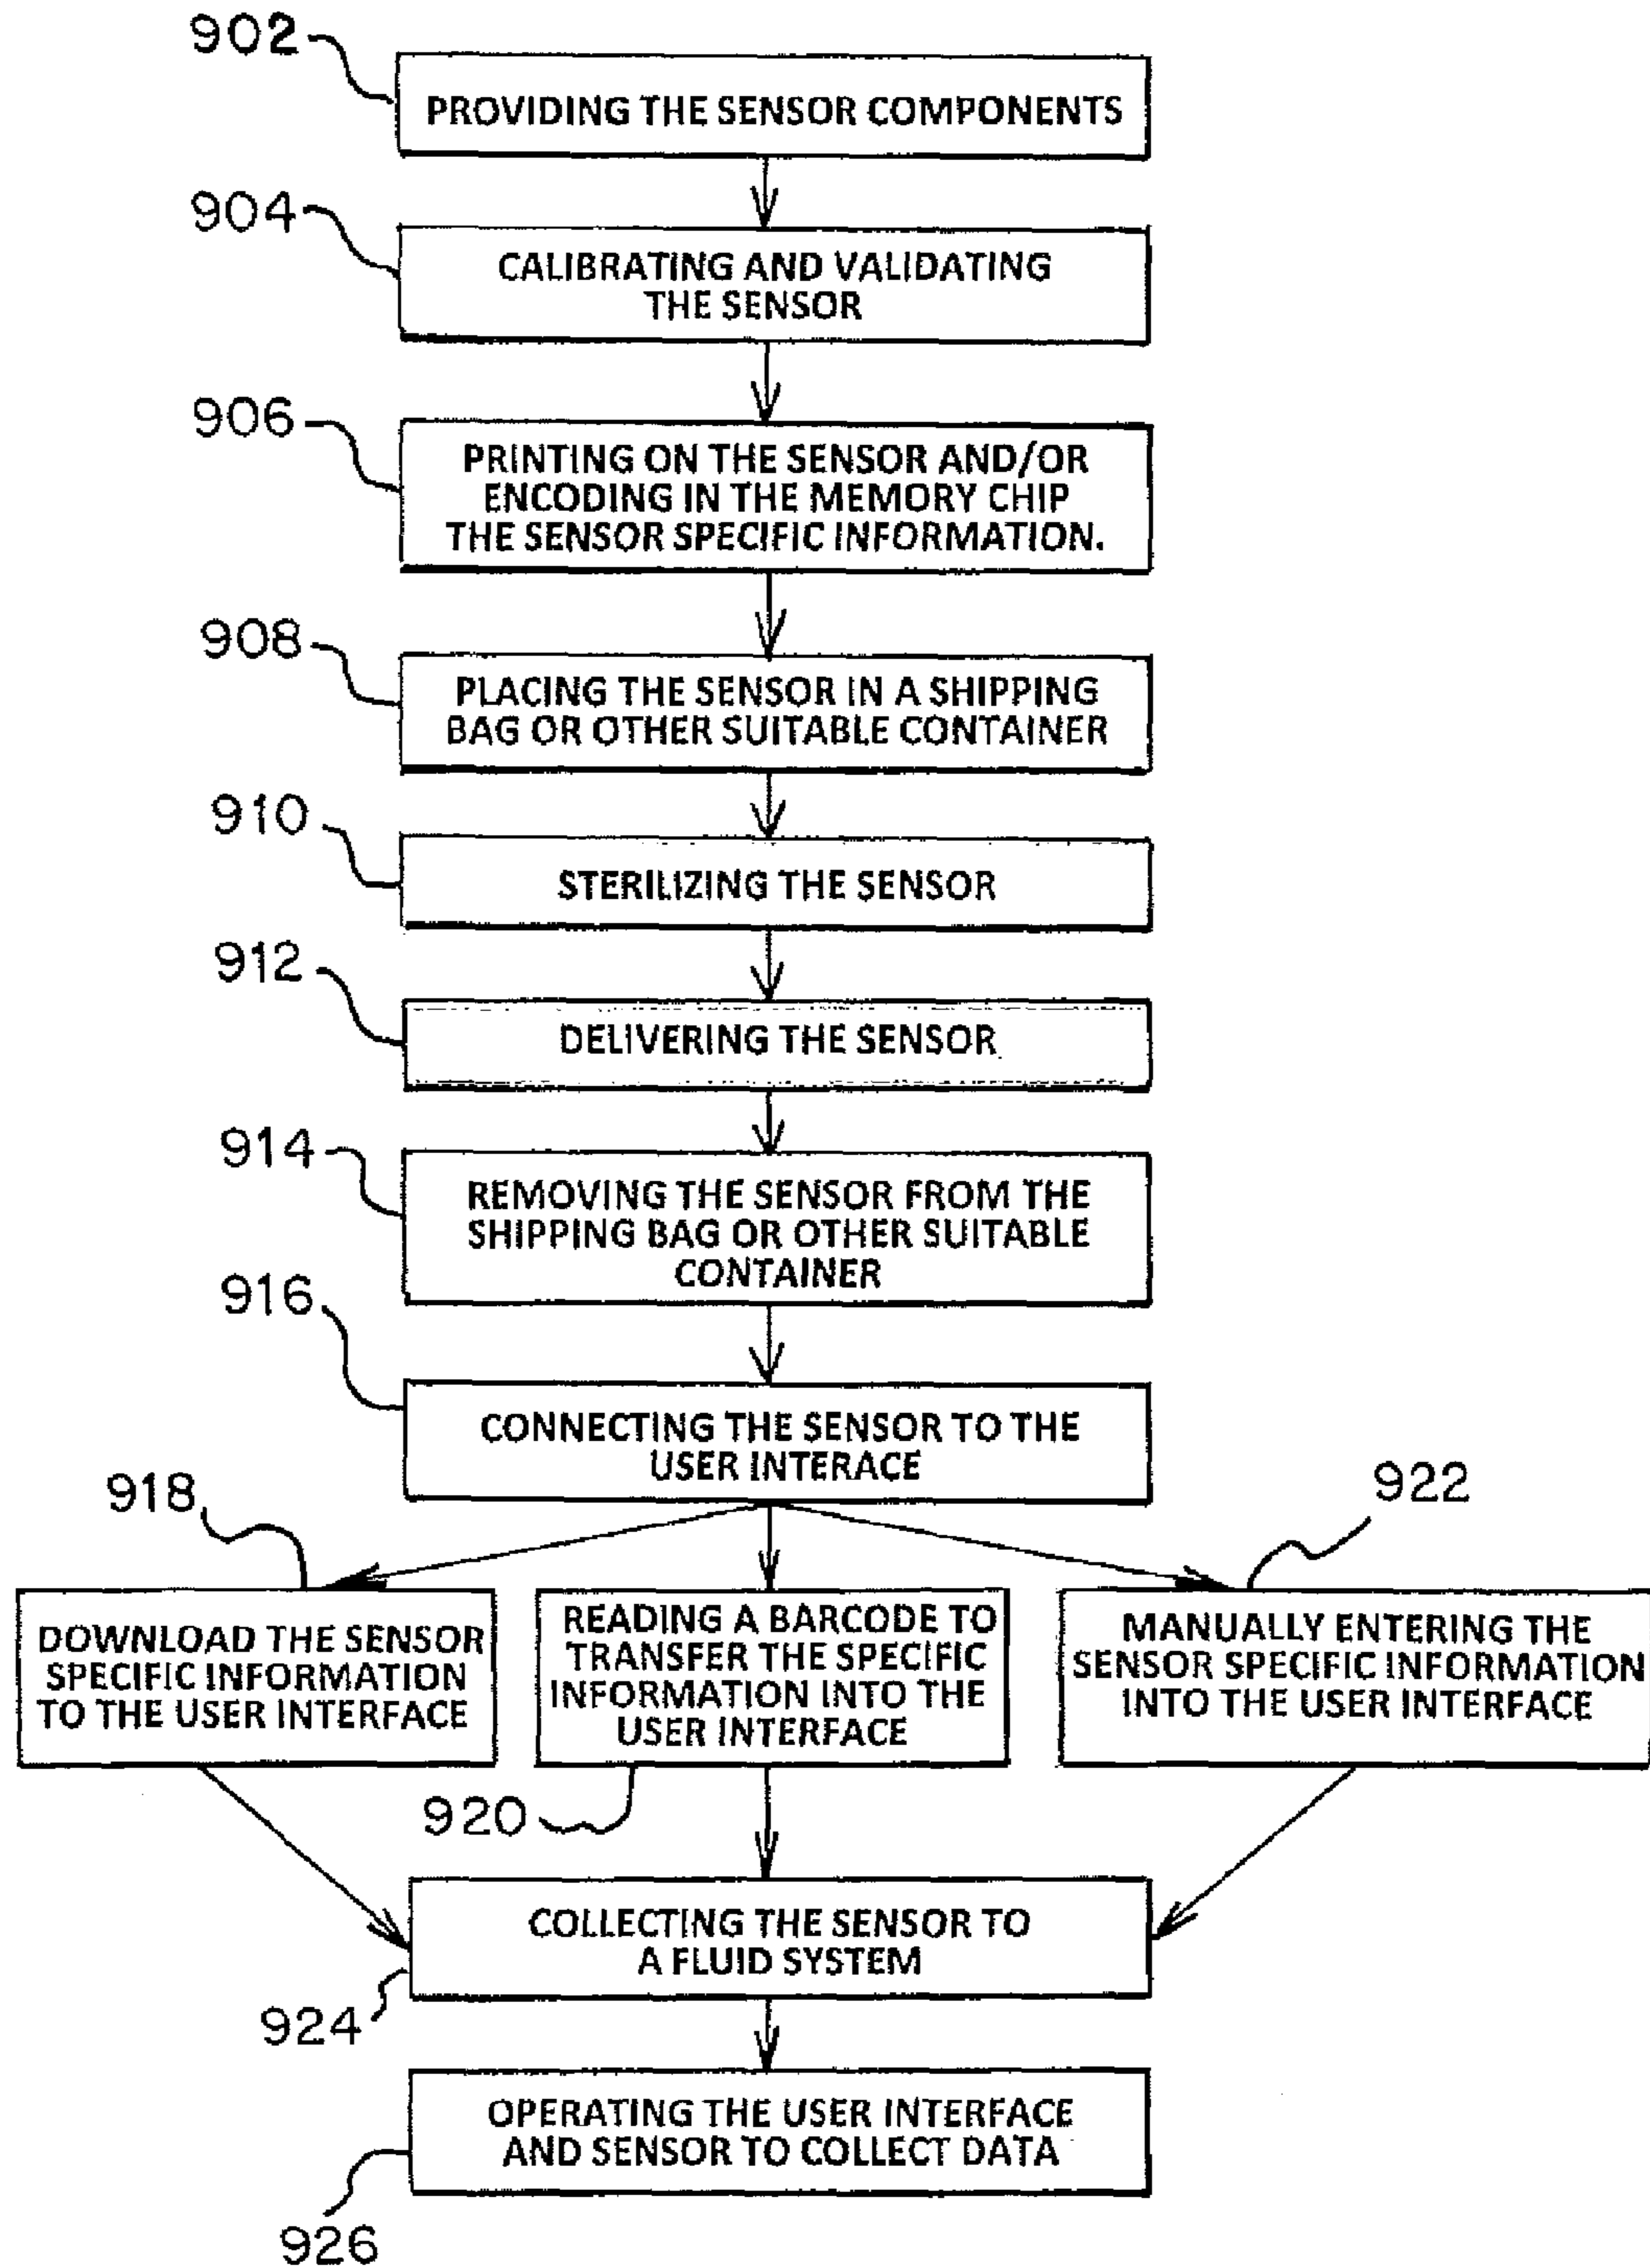 902
PROVIDING THE SENSOR COMPONENTS
904
CALIBRATING AND VALIDATING
THE SENSOR
906
PRINTING ON THE SENSOR AND/OR
ENCODING IN THE MEMORY CHIP
THE SENSOR SPECIFIC INFORMATION.
908
PLACING THE SENSOR IN A SHIPPING
BAG OR OTHER SUITABLE CONTAINER
910
STERILIZING THE SENSOR
912
DELIVERING THE SENSOR
914
REMOVING THE SENSOR FROM THE
SHIPPING BAG OR OTHER SUITABLE
CONTAINER
916
CONNECTING THE SENSOR TO THE
USER INTERACE
918
DOWNLOAD THE SENSOR
SPECIFIC INFORMATION
TO THE USER INTERFACE
READING A BARCODE TO
TRANSFER THE SPECIFIC
INFORMATION INTO THE
USER INTERFACE
920
922
MANUALLY ENTERING THE
SENSOR SPECIFIC INFORMATION
INTO THE USER INTERFACE
COLLECTING THE SENSOR TO
A FLUID SYSTEM
924
OPERATING THE USER INTERFACE
AND SENSOR TO COLLECT DATA
926